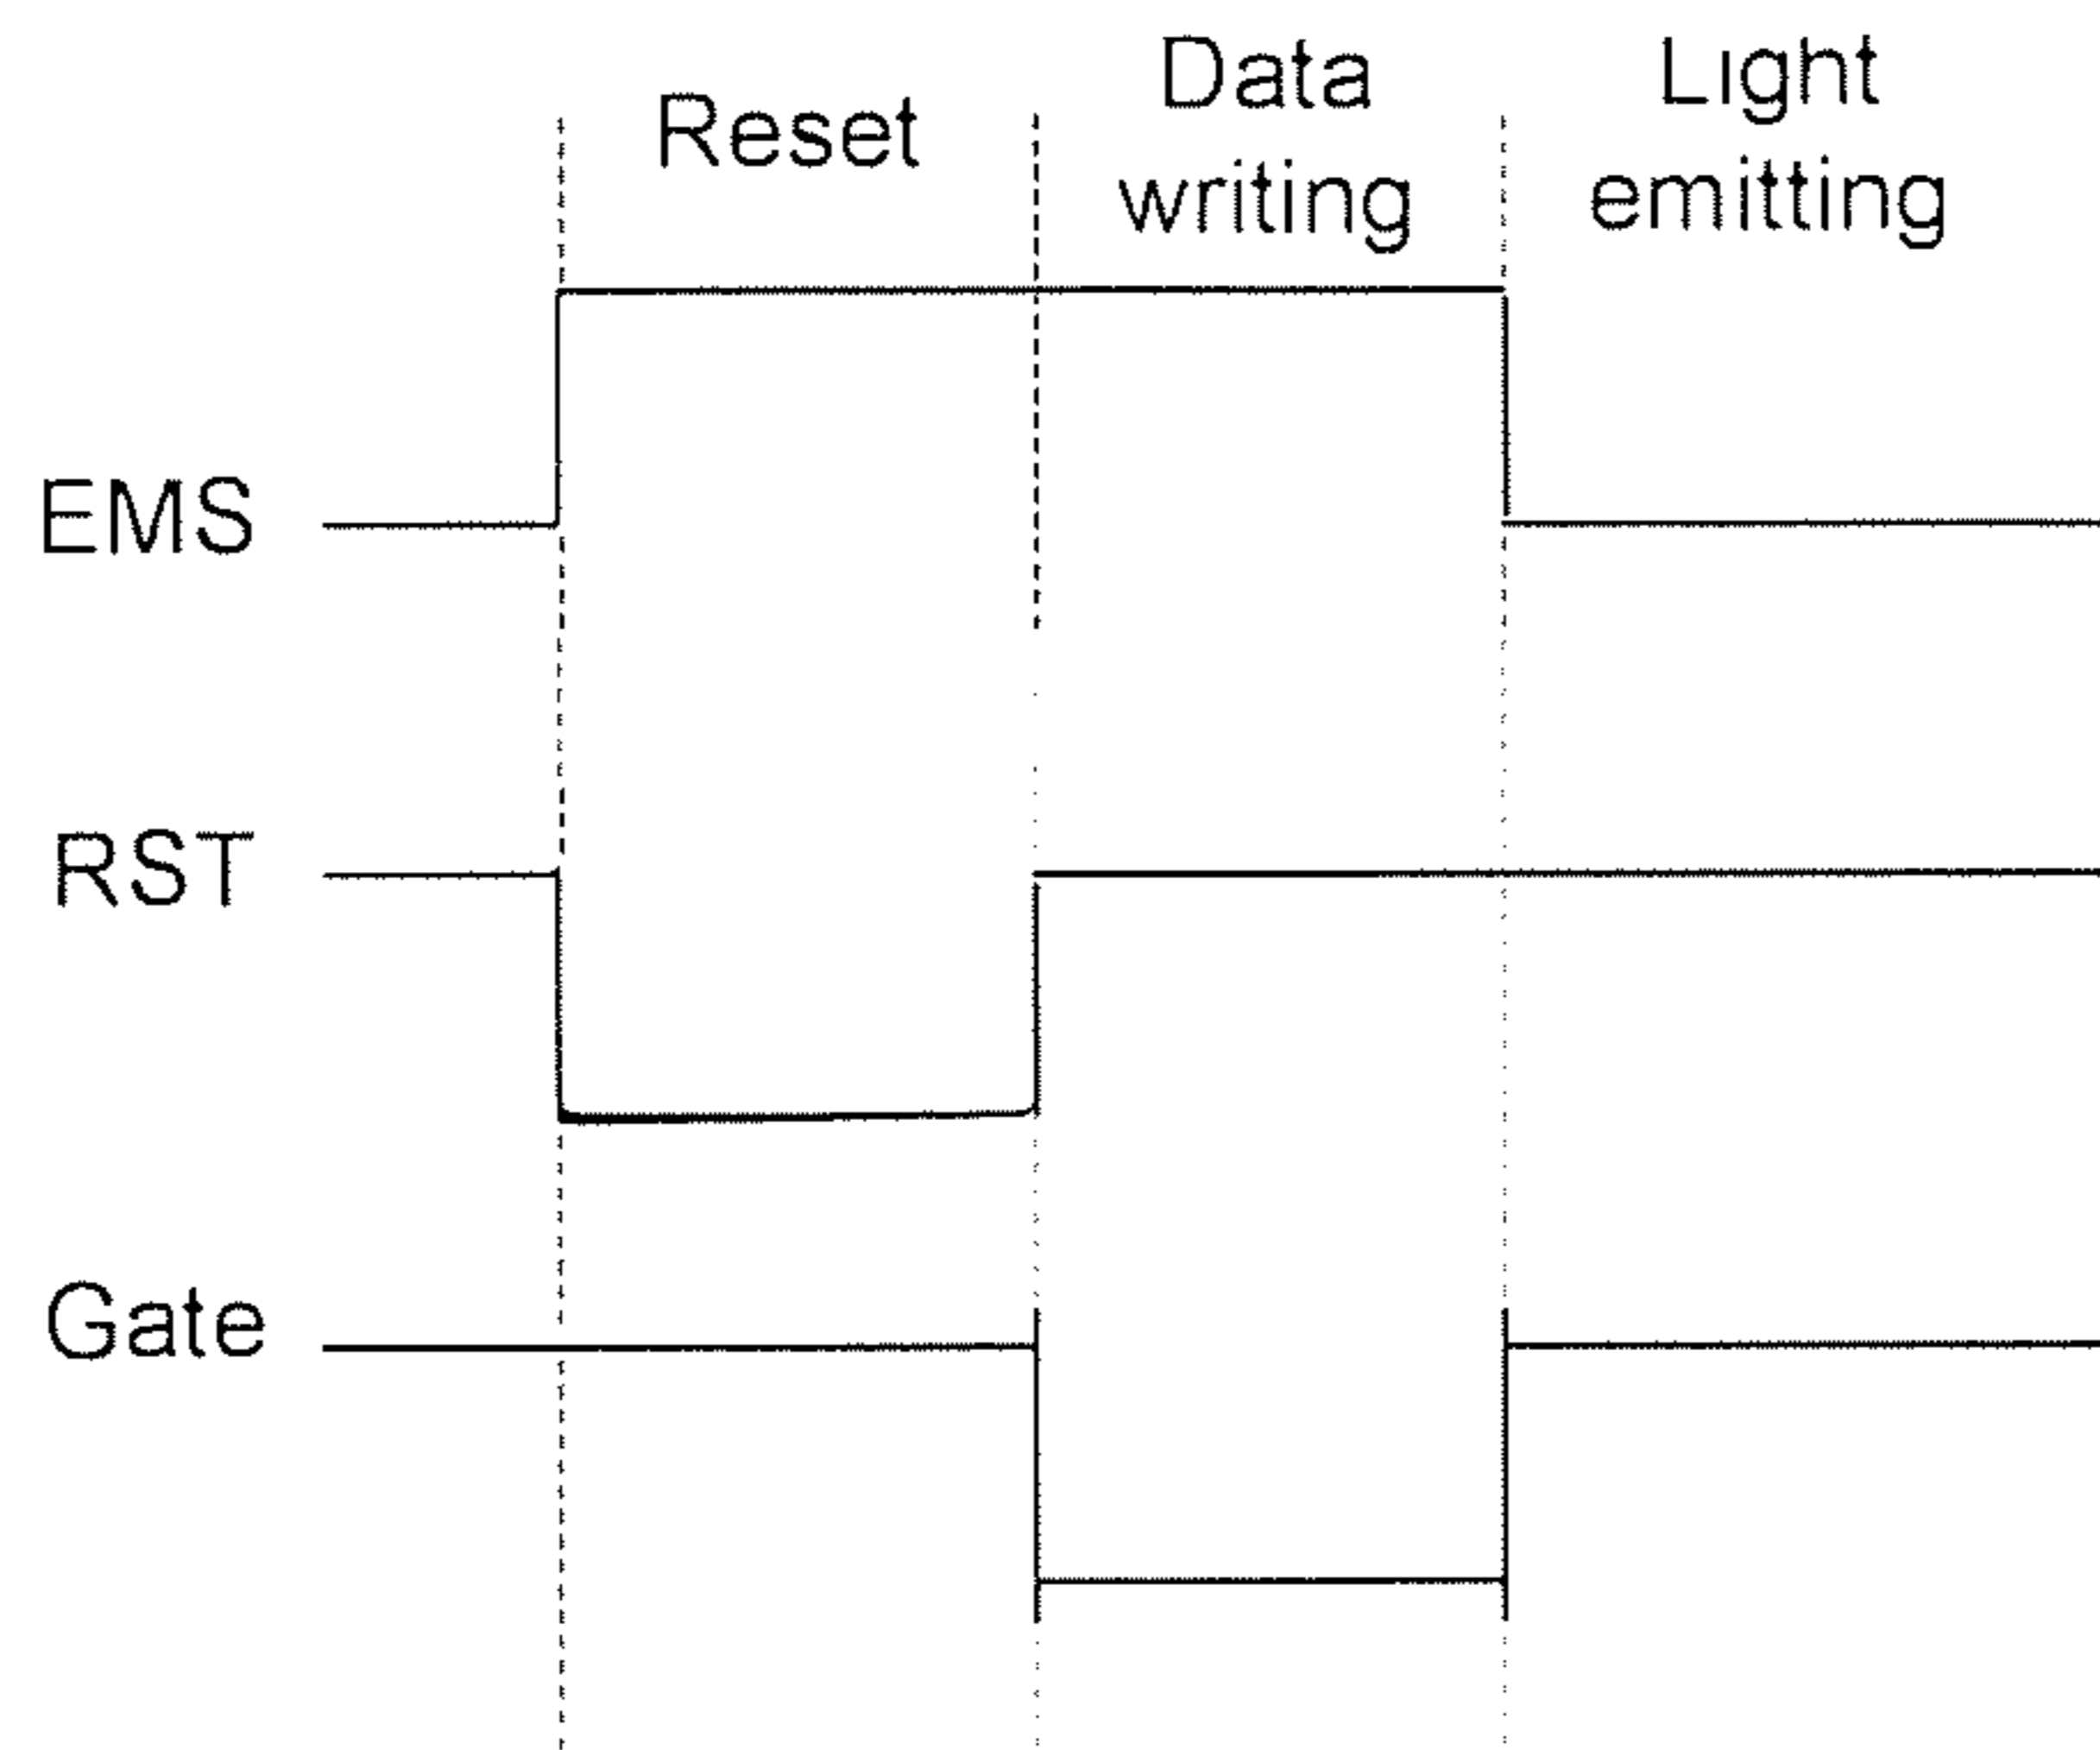 Reset
Data
writing
Light
emitting
EMS
RST
Gate